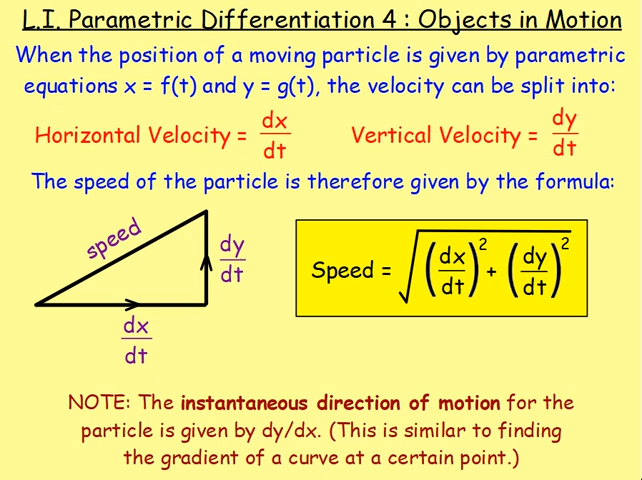 L.I. Parametric Differentiation 4 : Objects in Motion
When the position of a moving particle is given by parametric
equations x = f(t) and y = g(t), the velocity can be split into:
Horizontal Velocity = dx/dt Vertical Velocity = dy/dt
The speed of the particle is therefore given by the formula:
speed
dy/dt
dx/dt
Speed = √((dx/dt)² + (dy/dt)²)
NOTE: The instantaneous direction of motion for the
particle is given by dy/dx. (This is similar to finding
the gradient of a curve at a certain point.)